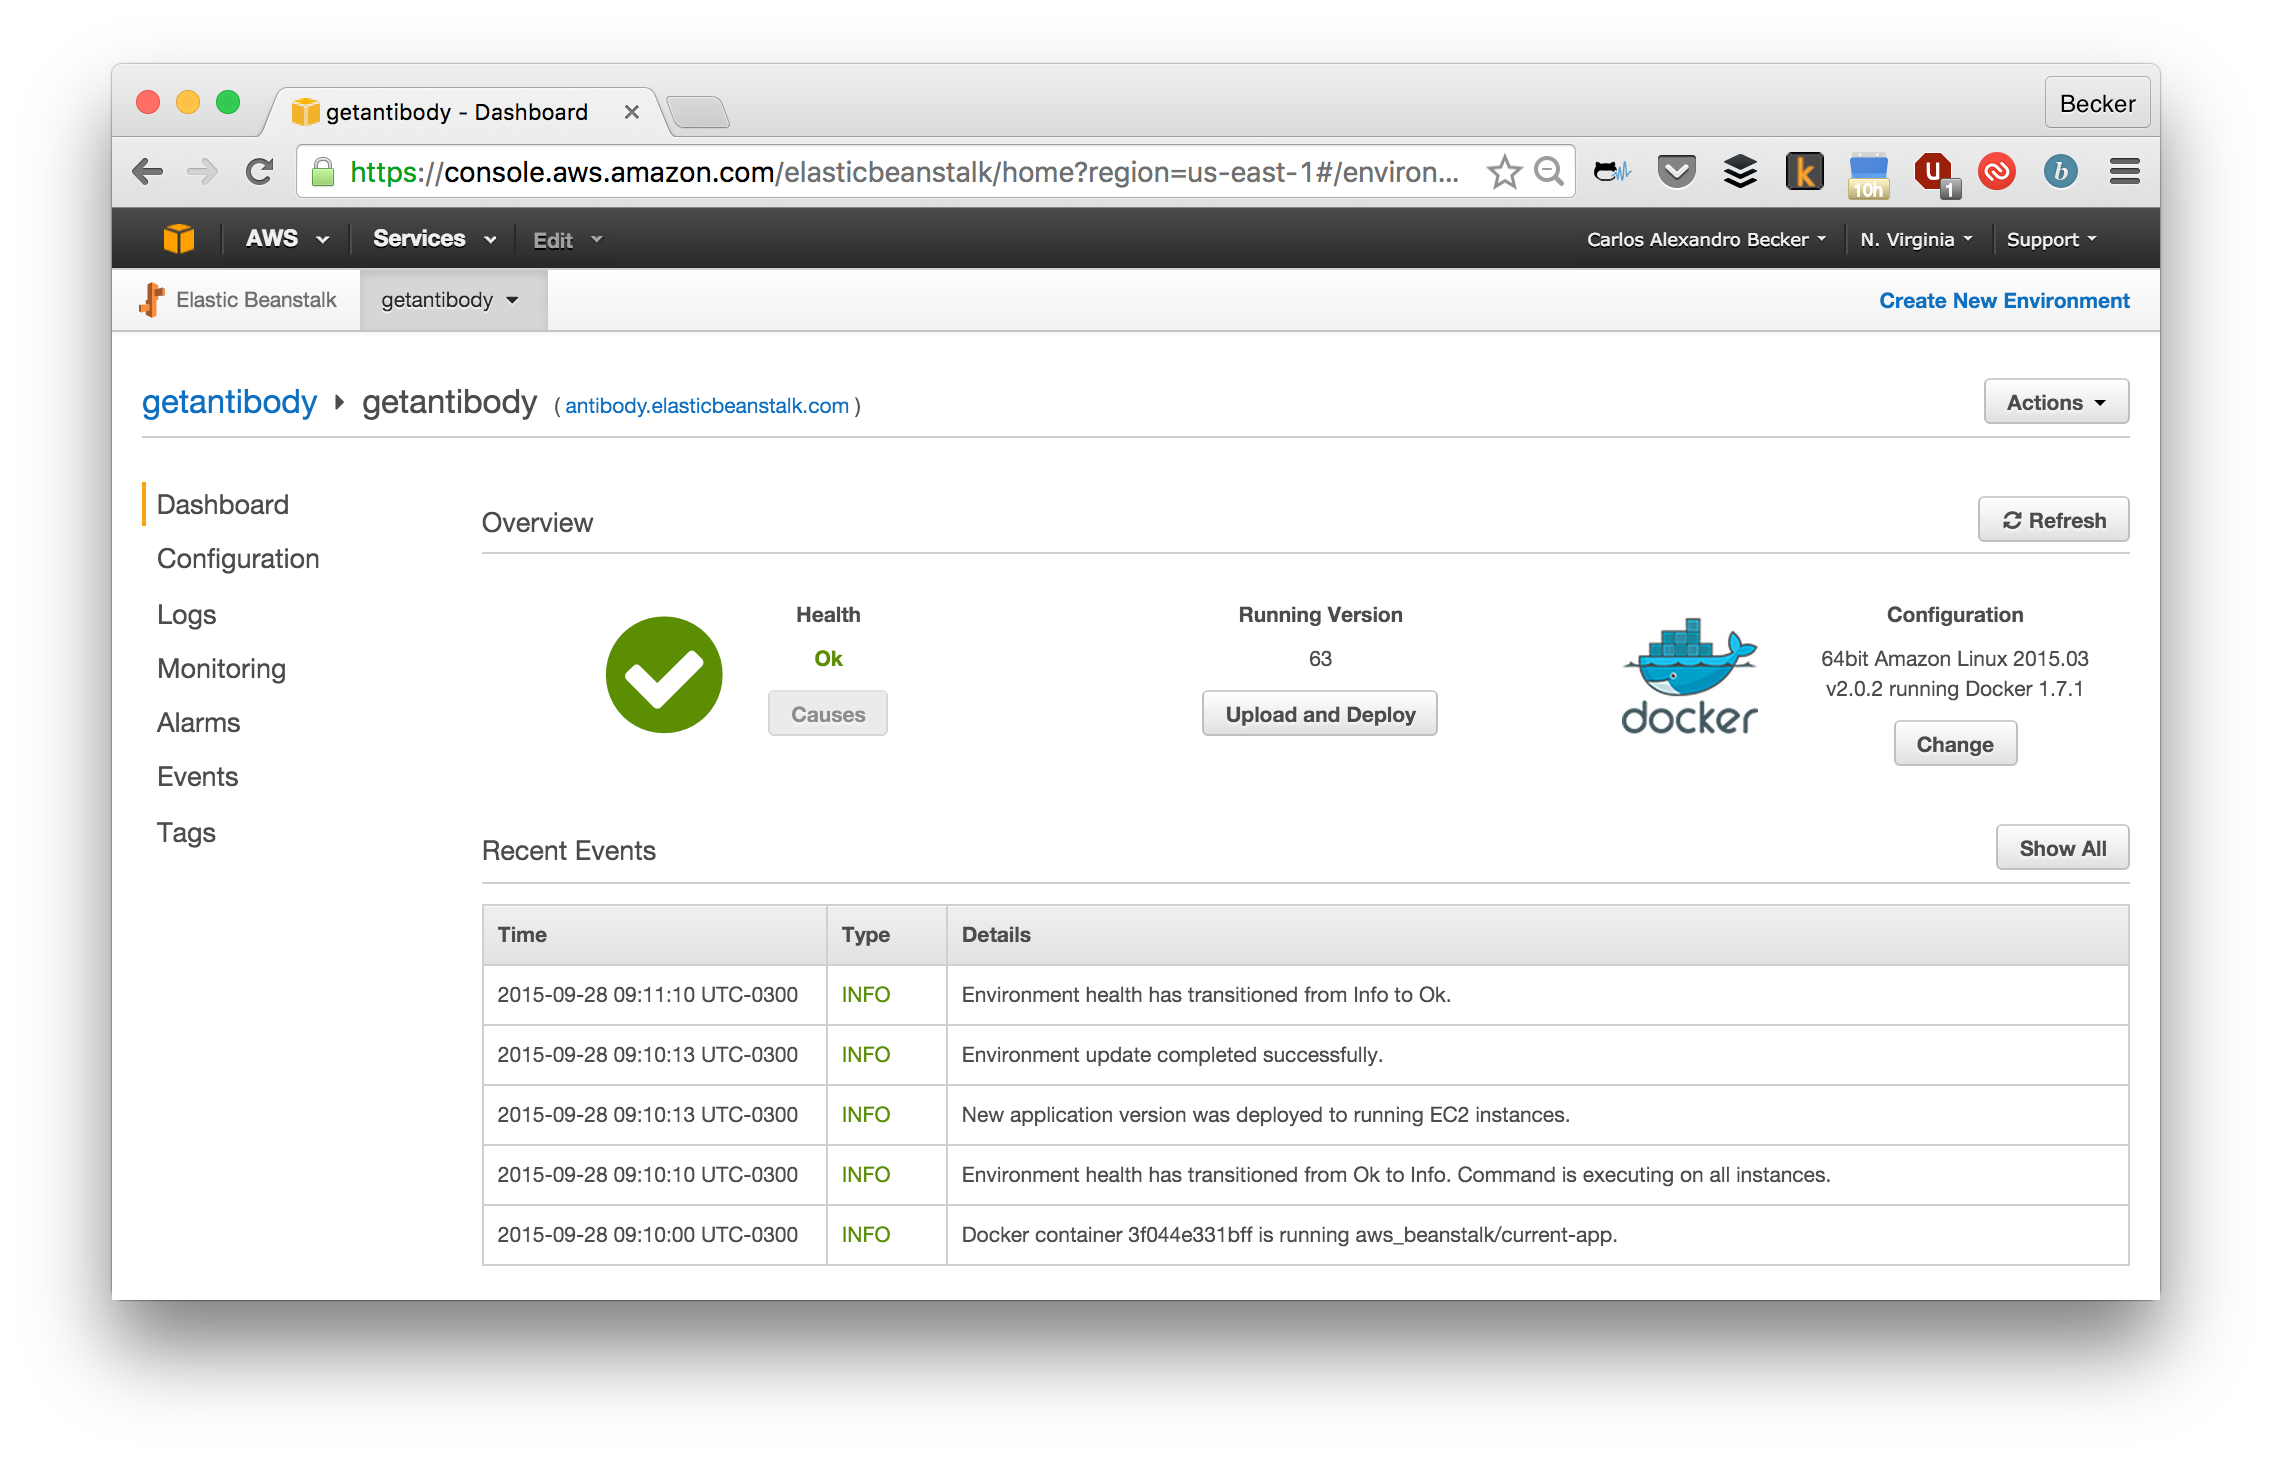 getantibody - Dashboard
Becker
https://console.aws.amazon.com/elasticbeanstalk/home?region=us-east-1#/environ...
k
10h
U
1
b
AWS Services Edit
Carlos Alexandro Becker N. Virginia Support
Elastic Beanstalk getantibody
Create New Environment
getantibody getantibody ( antibody.elasticbeanstalk.com )
Actions
Dashboard
Configuration
Logs
Monitoring
Alarms
Events
Tags
Overview
Refresh
Health
Ok
Causes
Running Version
63
Upload and Deploy
docker
Configuration
64bit Amazon Linux 2015.03
v2.0.2 running Docker 1.7.1
Change
Recent Events
Show All
Time Type Details
2015-09-28 09:11:10 UTC-0300 INFO Environment health has transitioned from Info to Ok.
2015-09-28 09:10:13 UTC-0300 INFO Environment update completed successfully.
2015-09-28 09:10:13 UTC-0300 INFO New application version was deployed to running EC2 instances.
2015-09-28 09:10:10 UTC-0300 INFO Environment health has transitioned from Ok to Info. Command is executing on all instances.
2015-09-28 09:10:00 UTC-0300 INFO Docker container 3f044e331bff is running aws_beanstalk/current-app.